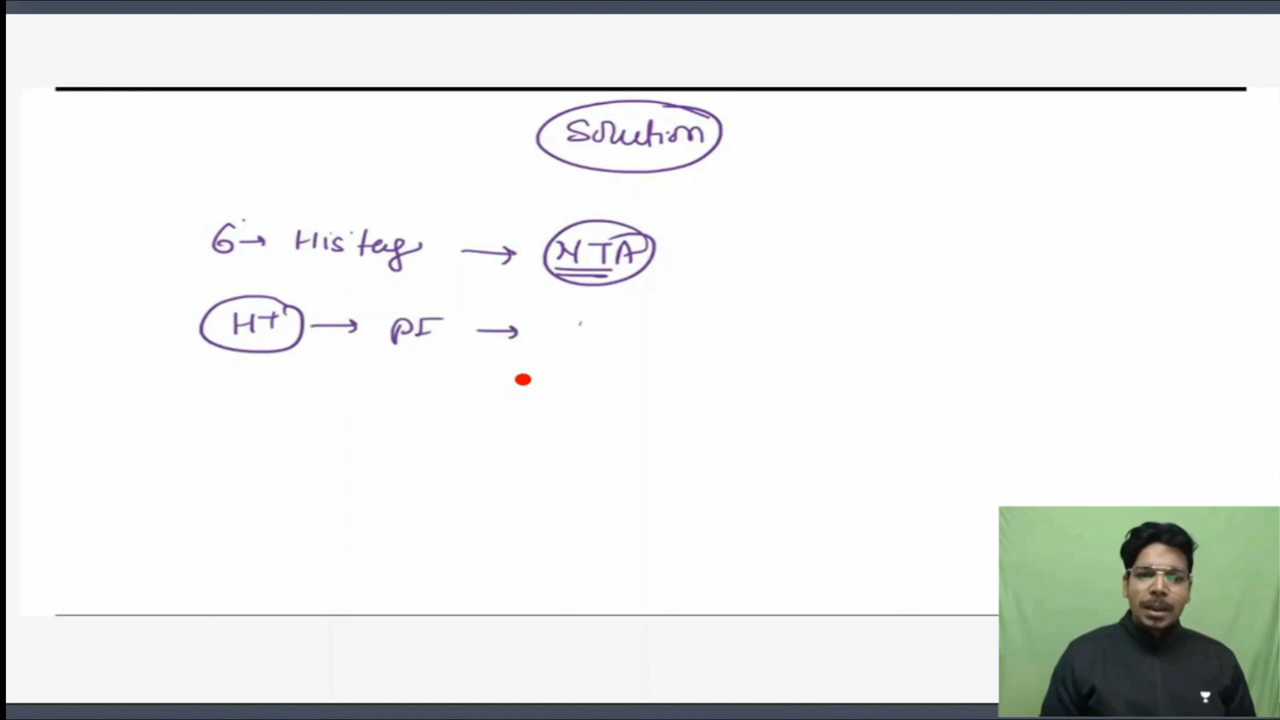 Solution
6→ His tag → NTA
H+ → PI →